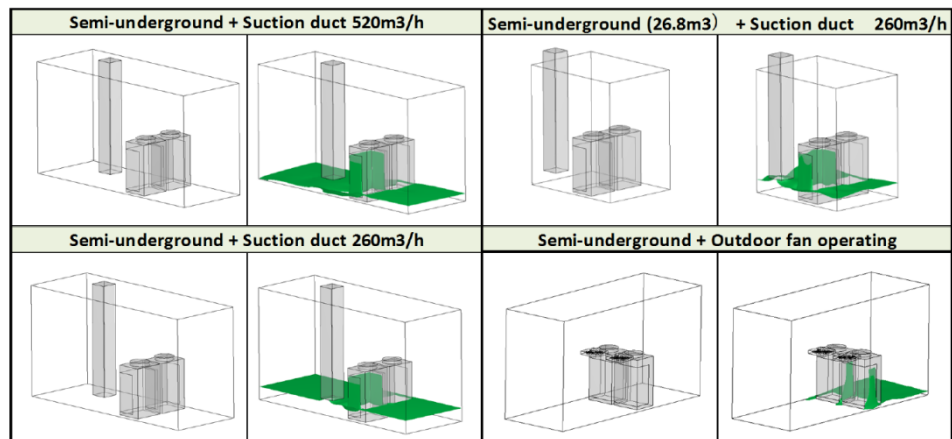 Semi-underground + Suction duct 520m3/h
Semi-underground (26.8m3) + Suction duct 260m3/h
Semi-underground + Suction duct 260m3/h
Semi-underground + Outdoor fan operating